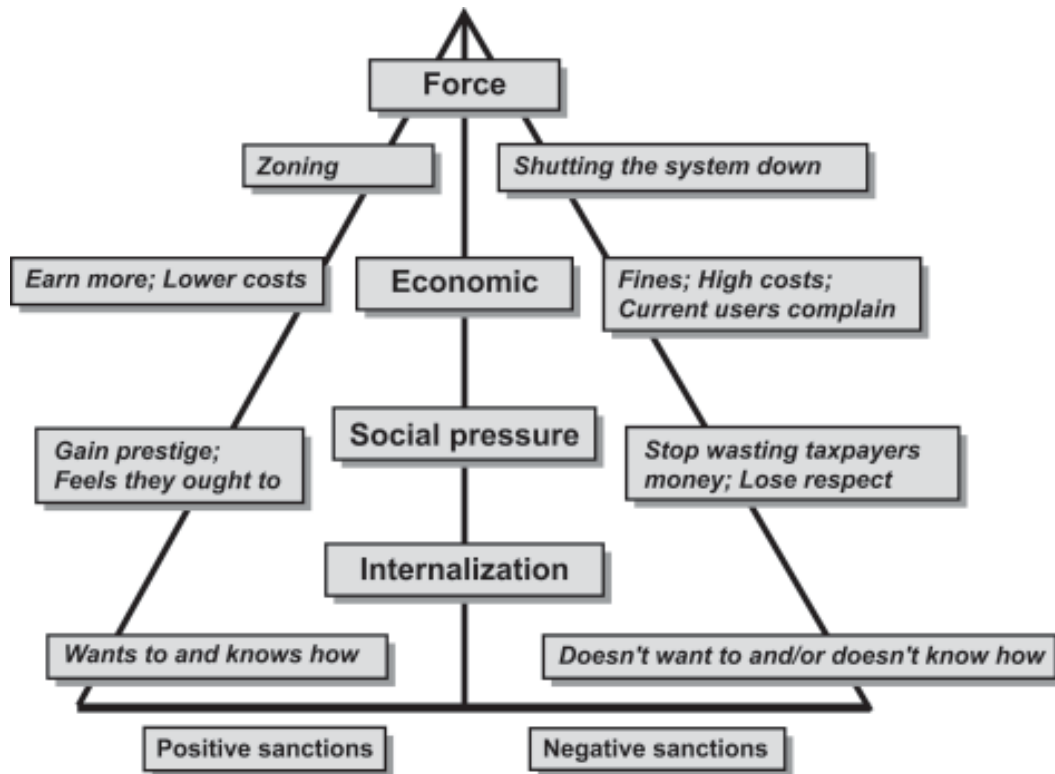 Force
Zoning
Shutting the system down
Earn more; Lower costs
Economic
Fines; High costs;
Current users complain
Gain prestige;
Feels they ought to
Social pressure
Stop wasting taxpayers
money; Lose respect
Internalization
Wants to and knows how
Doesn't want to and/or doesn't know how
Positive sanctions
Negative sanctions